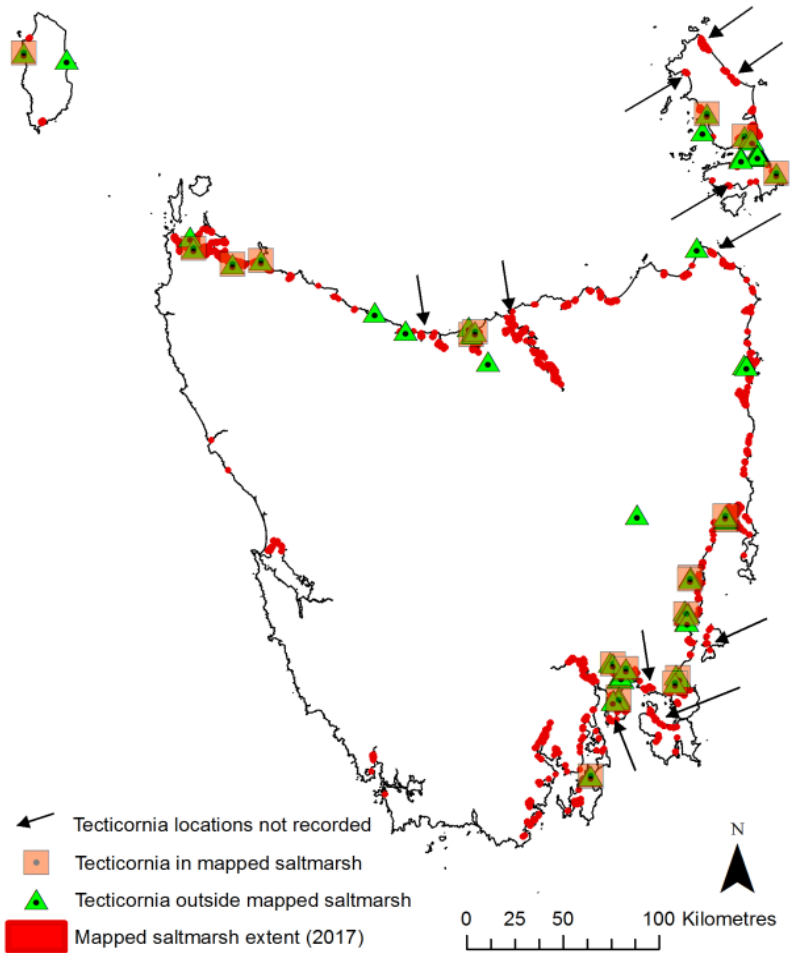 Tecticornia locations not recorded
Tecticornia in mapped saltmarsh
Tecticornia outside mapped saltmarsh
Mapped saltmarsh extent (2017)
N
0 25 50 100 Kilometres